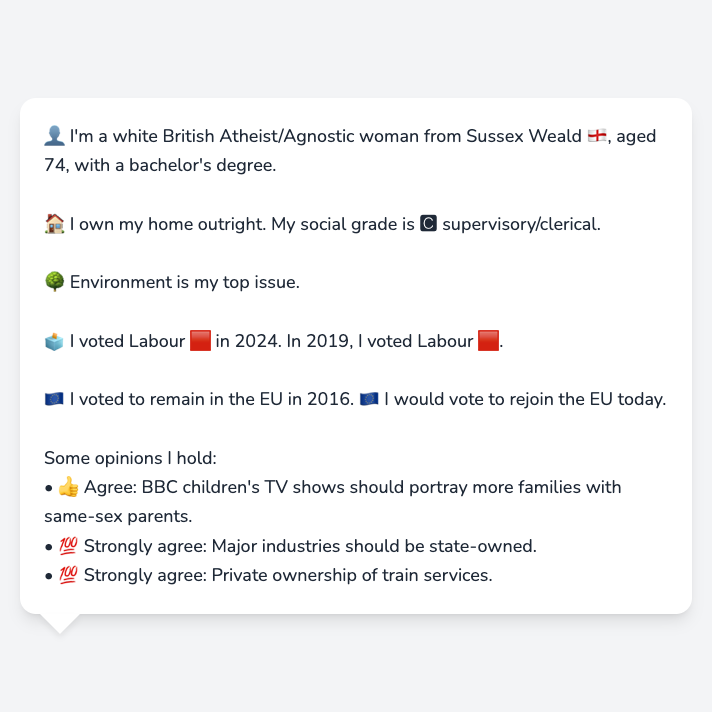 👤 I'm a white British Atheist/Agnostic woman from Sussex Weald 🏴󠁧󠁢󠁥󠁮󠁧󠁿, aged
74, with a bachelor's degree.
🏠 I own my home outright. My social grade is C supervisory/clerical.
🌳 Environment is my top issue.
🗳️ I voted Labour 🟥 in 2024. In 2019, I voted Labour 🟥.
🇪🇺 I voted to remain in the EU in 2016. 🇪🇺 I would vote to rejoin the EU today.
Some opinions I hold:
• 👍 Agree: BBC children's TV shows should portray more families with
same-sex parents.
• 💯 Strongly agree: Major industries should be state-owned.
• 💯 Strongly agree: Private ownership of train services.